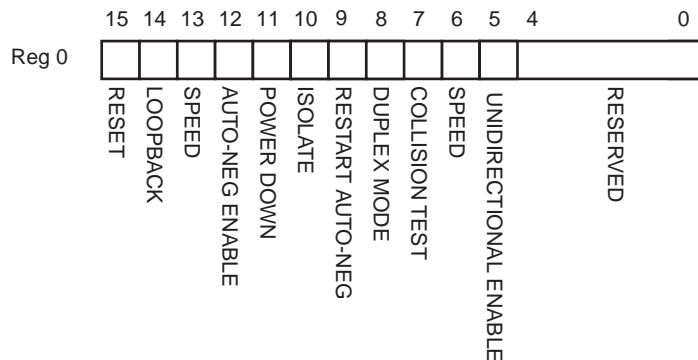 15 14 13 12 11 10 9 8 7 6 5 4 0
Reg 0
RESET
LOOPBACK
SPEED
AUTO-NEG ENABLE
POWER DOWN
ISOLATE
RESTART AUTO-NEG
DUPLEX MODE
COLLISION TEST
SPEED
UNIDIRECTIONAL ENABLE
RESERVED